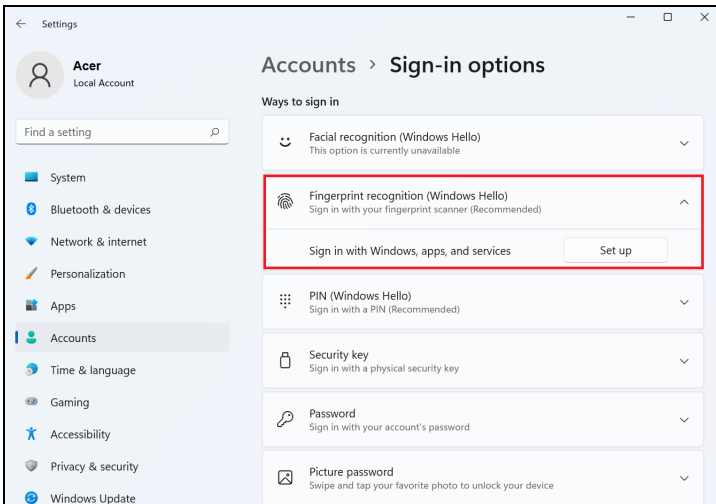 Settings
Acer
Local Account
Find a setting
System
Bluetooth & devices
Network & internet
Personalization
Apps
Accounts
Time & language
Gaming
Accessibility
Privacy & security
Windows Update
Accounts > Sign-in options
Ways to sign in
Facial recognition (Windows Hello)
This option is currently unavailable
Fingerprint recognition (Windows Hello)
Sign in with your fingerprint scanner (Recommended)
Sign in with Windows, apps, and services
Set up
PIN (Windows Hello)
Sign in with a PIN (Recommended)
Security key
Sign in with a physical security key
Password
Sign in with your account's password
Picture password
Swipe and tap your favorite photo to unlock your device